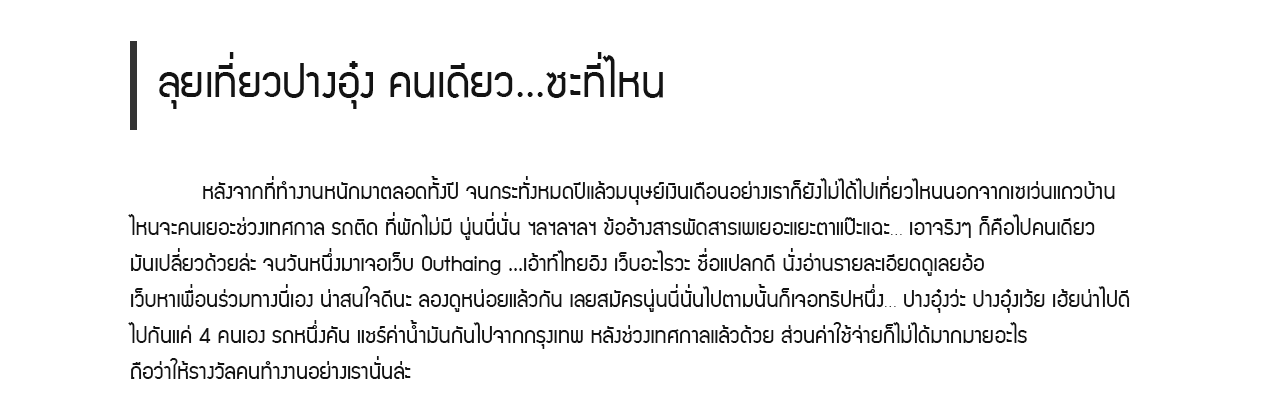 ลุยเที่ยวปางอุ๋ง คนเดียว...ซะที่ไหน
หลังจากที่ทำงานหนักมาตลอดทั้งปี จนกระทั่งหมดปีแล้วมนุษย์เงินเดือนอย่างเราก็ยังไม่ได้ไปเที่ยวไหนนอกจากเซเว่นแถวบ้าน
ไหนจะคนเยอะช่วงเทศกาล รถติด ที่พักไม่มี นู่นนี่นั่น ฯลฯลฯลฯ ข้ออ้างสารพัดสารเพเยอะแยะตาแป๊ะแฉะ... เอาจริงๆ ก็คือไปคนเดียว
มันเปลี่ยวด้วยล่ะ จนวันหนึ่งมาเจอเว็บ Outhaing ...เอ้าท์ไทยอิง เว็บอะไรวะ ชื่อแปลกดี นั่งอ่านรายละเอียดดูเลยอ้อ
เว็บหาเพื่อนร่วมทางนี่เอง น่าสนใจดีนะ ลองดูหน่อยแล้วกัน เลยสมัครนู่นนี่นั่นไปตามนั้นก็เจอทริปหนึ่ง... ปางอุ๋งว่ะ ปางอุ๋งเว้ย เฮ้ยน่าไปดี
ไปกันแค่ 4 คนเอง รถหนึ่งคัน แชร์ค่าน้ำมันกันไปจากกรุงเทพ หลังช่วงเทศกาลแล้วด้วย ส่วนค่าใช้จ่ายก็ไม่ได้มากมายอะไร
ถือว่าให้รางวัลคนทำงานอย่างเรานั่นล่ะ